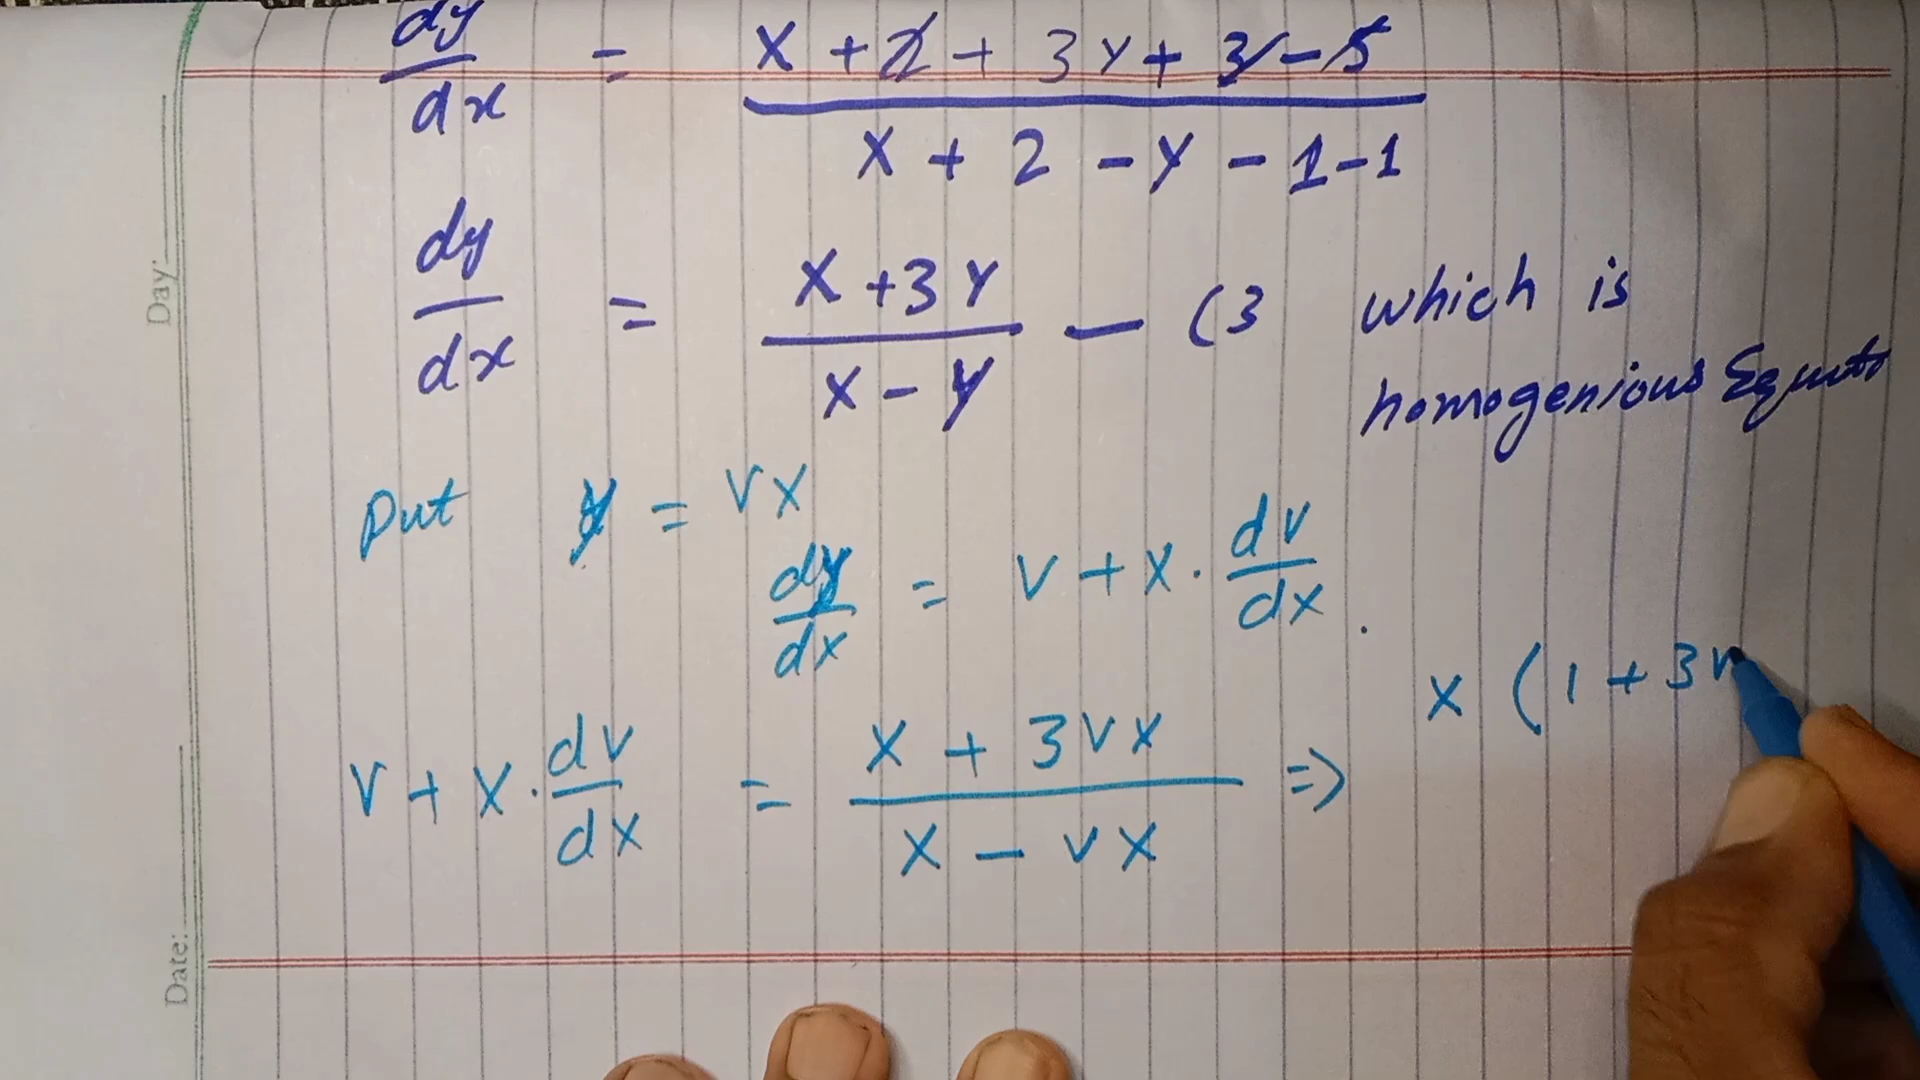 dy/dx = X + 2 + 3Y + 3 - 5 / X + 2 - Y - 1 - 1
dy/dx = X + 3Y / X - Y — (3 which is
homogenious Equatio
Put y = VX
dy/dx = V + X · dV/dX .
V + X · dV/dX = X + 3VX / X - VX => X ( 1 + 3V
Day:
Date: